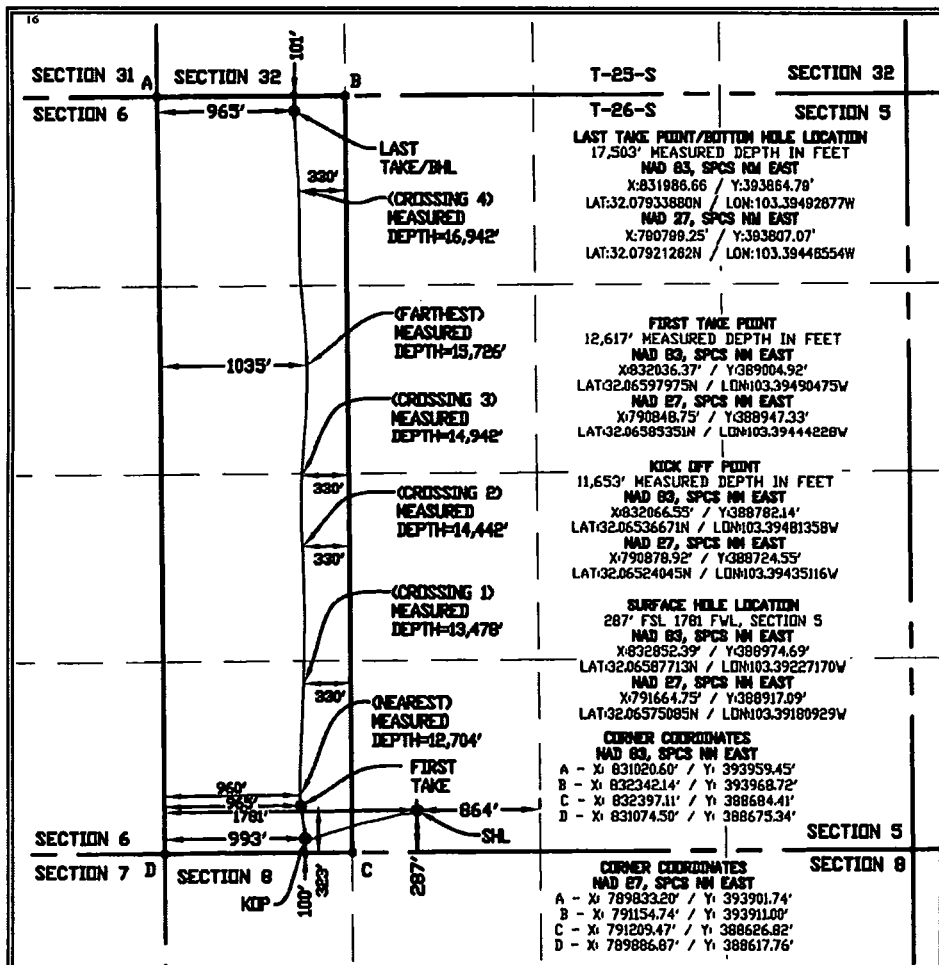 16
101'
SECTION 31
A
SECTION 32
B
T-25-S
SECTION 32
SECTION 6
965'
T-26-S
SECTION 5
LAST
TAKE/BHL
330'
(CROSSING 4)
MEASURED
DEPTH=16,942'
LAST TAKE POINT/BOTTOM HOLE LOCATION
17,503' MEASURED DEPTH IN FEET
NAD 83, SPCS NM EAST
X:831986.66 / Y:393864.79'
LAT:32.07933880N / LON:103.39492877W
NAD 27, SPCS NM EAST
X:790799.25' / Y:393807.07'
LAT:32.07921282N / LON:103.39446554W
(FARTHEST)
MEASURED
DEPTH=15,726'
1035'
(CROSSING 3)
MEASURED
DEPTH=14,942'
330'
FIRST TAKE POINT
12,617' MEASURED DEPTH IN FEET
NAD 83, SPCS NM EAST
X:832036.37' / Y:389004.92'
LAT:32.06597975N / LON:103.39490475W
NAD 27, SPCS NM EAST
X:790848.75' / Y:388947.33'
LAT:32.06585351N / LON:103.39444228W
(CROSSING 2)
MEASURED
DEPTH=14,442'
330'
(CROSSING 1)
MEASURED
DEPTH=13,478'
330'
KICK OFF POINT
11,653' MEASURED DEPTH IN FEET
NAD 83, SPCS NM EAST
X:832066.55' / Y:388782.14'
LAT:32.06536671N / LON:103.39481358W
NAD 27, SPCS NM EAST
X:790878.92' / Y:388724.55'
LAT:32.06524045N / LON:103.39435116W
SURFACE HOLE LOCATION
287' FSL 1781 FWL, SECTION 5
NAD 83, SPCS NM EAST
X:832852.39' / Y:388974.69'
LAT:32.06587713N / LON:103.39227170W
NAD 27, SPCS NM EAST
X:791664.75' / Y:388917.09'
LAT:32.06575085N / LON:103.39180929W
(NEAREST)
MEASURED
DEPTH=12,704'
FIRST
TAKE
960'
965'
1781'
864'
993'
SHL
SECTION 6
SECTION 7
D
SECTION 8
KOP
100'
323'
C
287'
CORNER COORDINATES
NAD 83, SPCS NM EAST
A - X: 831020.60' / Y: 393959.45'
B - X: 832342.14' / Y: 393968.72'
C - X: 832397.11' / Y: 388684.41'
D - X: 831074.50' / Y: 388675.34'
SECTION 5
SECTION 8
CORNER COORDINATES
NAD 27, SPCS NM EAST
A - X: 789833.20' / Y: 393901.74'
B - X: 791154.74' / Y: 393911.00'
C - X: 791209.47' / Y: 388626.82'
D - X: 789886.87' / Y: 388617.76'